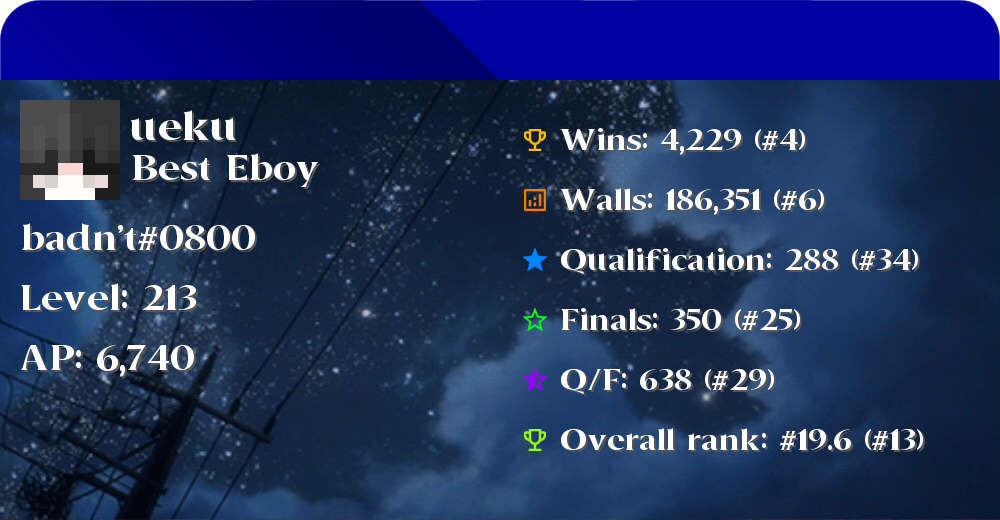 ueku
Best Eboy
badn't#0800
Level: 213
AP: 6,740
Wins: 4,229 (#4)
Walls: 186,351 (#6)
Qualification: 288 (#34)
Finals: 350 (#25)
Q/F: 638 (#29)
Overall rank: #19.6 (#13)